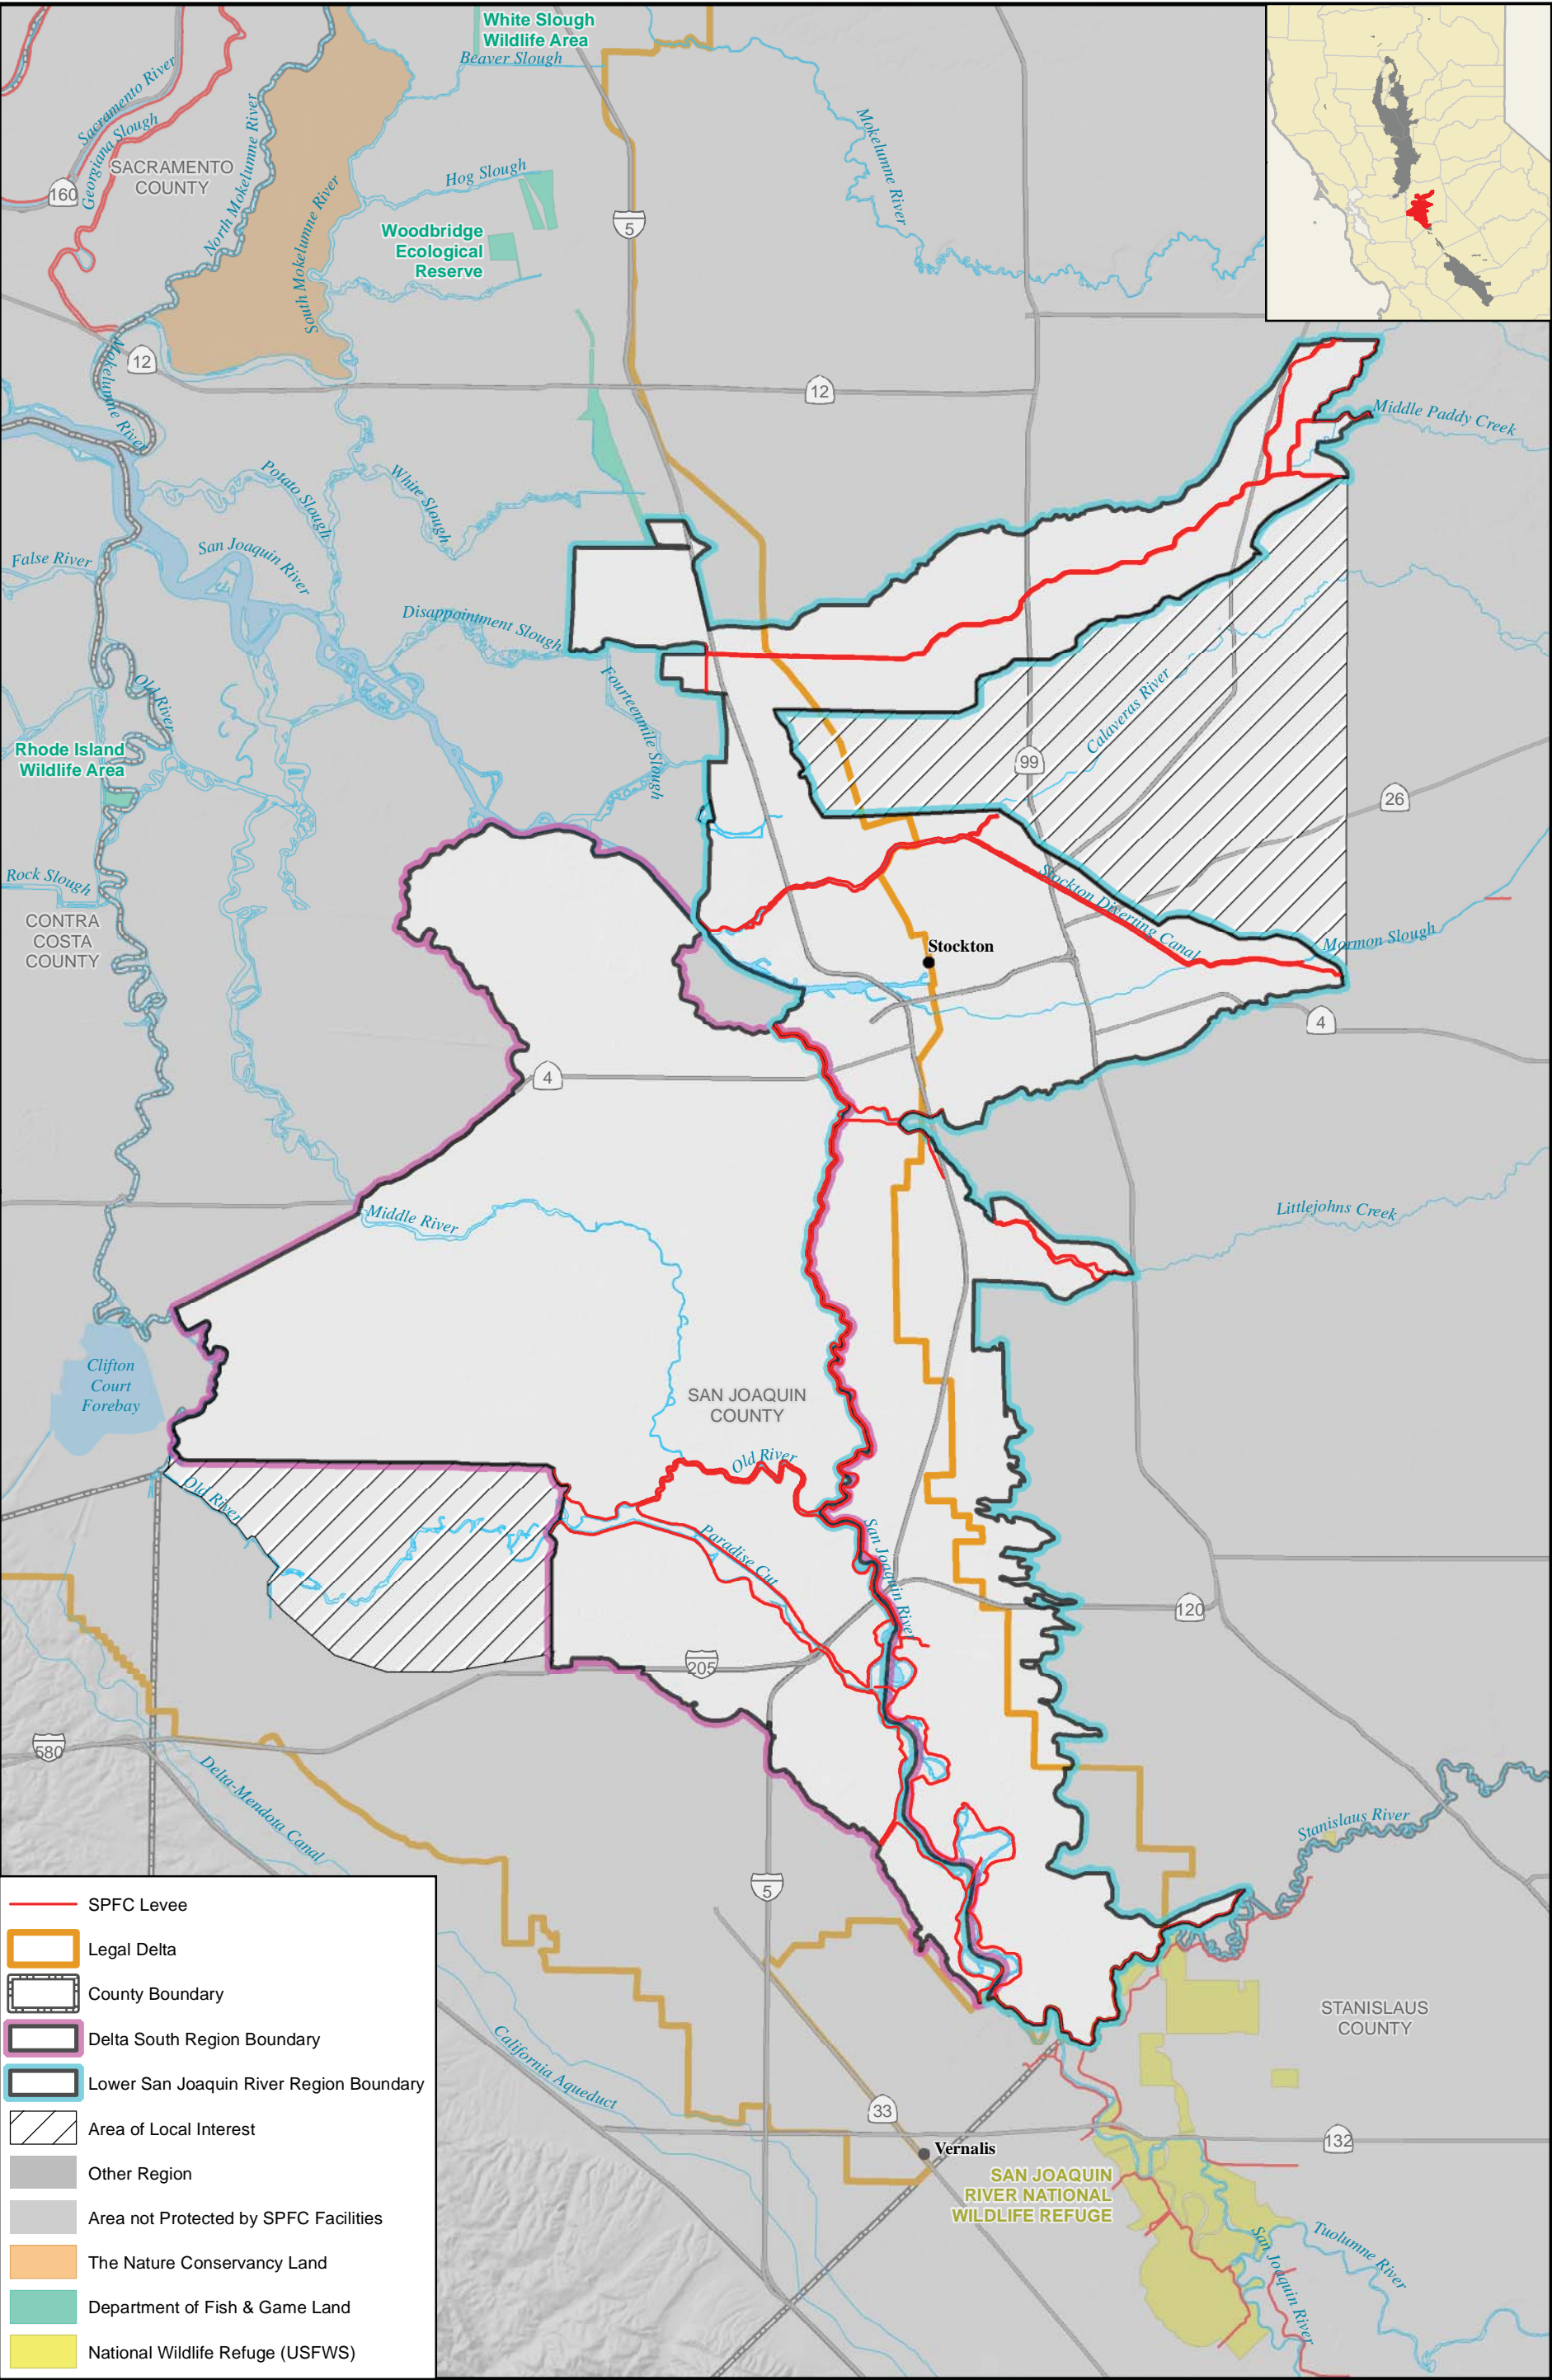 White Slough
Wildlife Area
Beaver Slough
Sacramento River
Georgiana Slough
SACRAMENTO
COUNTY
160
North Mokelumne River
South Mokelumne River
Hog Slough
Woodbridge
Ecological
Reserve
5
Mokelumne River
12
Mokelumne River
12
Middle Paddy Creek
Potato Slough
White Slough
San Joaquin River
False River
Disappointment Slough
Fourteenmile Slough
Old River
Rhode Island
Wildlife Area
Calaveras River
99
26
Rock Slough
CONTRA
COSTA
COUNTY
Stockton Diverting Canal
Mormon Slough
Stockton
4
4
Middle River
Littlejohns Creek
Clifton
Court
Forebay
SAN JOAQUIN
COUNTY
Old River
Old River
Paradise Cut
San Joaquin River
120
205
580
Delta-Mendota Canal
Stanislaus River
5
STANISLAUS
COUNTY
California Aqueduct
33
132
Vernalis
SAN JOAQUIN
RIVER NATIONAL
WILDLIFE REFUGE
San Joaquin River
Tuolumne River
SPFC Levee
Legal Delta
County Boundary
Delta South Region Boundary
Lower San Joaquin River Region Boundary
Area of Local Interest
Other Region
Area not Protected by SPFC Facilities
The Nature Conservancy Land
Department of Fish & Game Land
National Wildlife Refuge (USFWS)